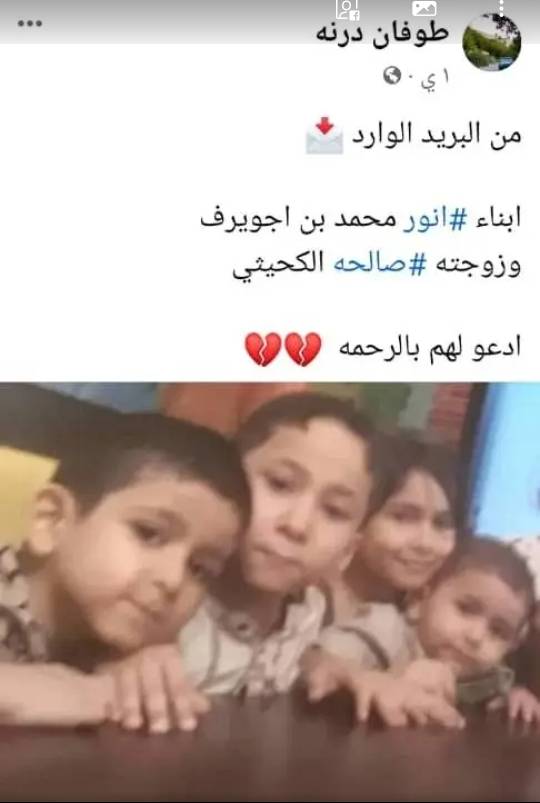 طوفان درنه
١ ي ·
من البريد الوارد
ابناء #انور محمد بن اجويرف
وزوجته #صالحه الكحيثي
ادعو لهم بالرحمه